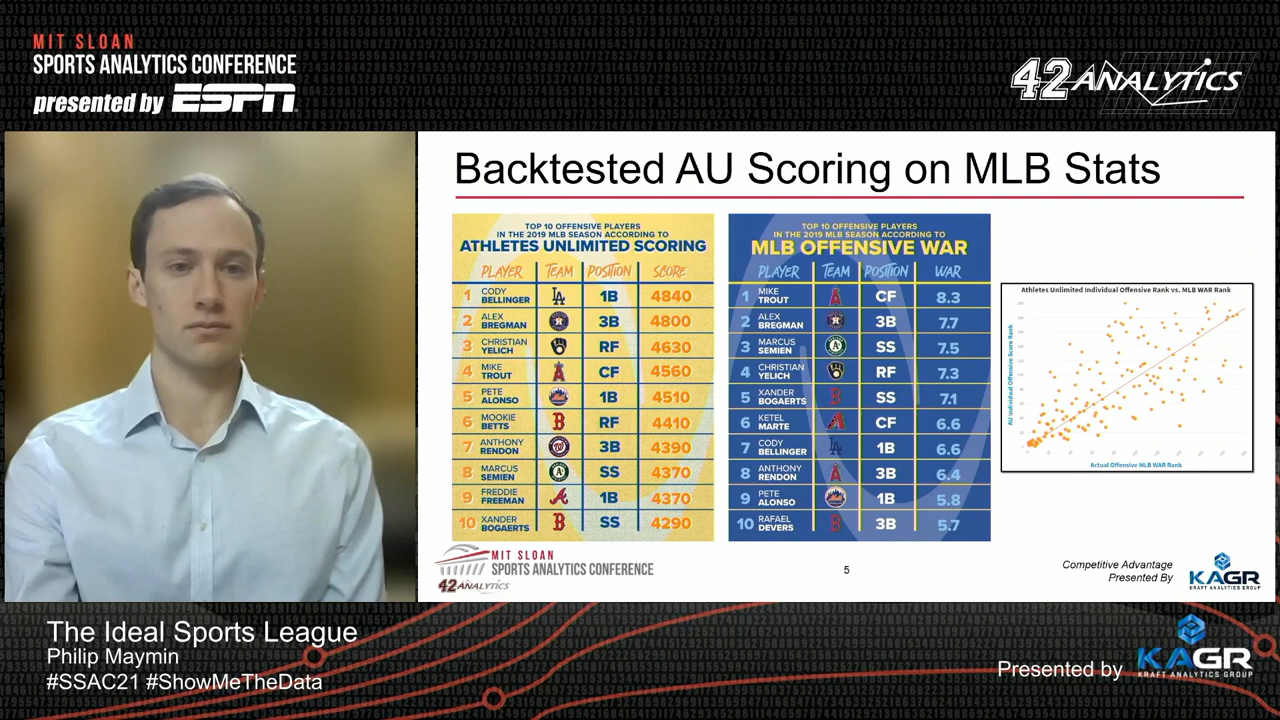 MIT SLOAN
SPORTS ANALYTICS CONFERENCE
presented by ESPN
42 ANALYTICS
Backtested AU Scoring on MLB Stats
TOP 10 OFFENSIVE PLAYERS
IN THE 2019 MLB SEASON ACCORDING TO
ATHLETES UNLIMITED SCORING
PLAYER TEAM POSITION SCORE
1 CODY BELLINGER LA 1B 4840
2 ALEX BREGMAN 3B 4800
3 CHRISTIAN YELICH RF 4630
4 MIKE TROUT A CF 4560
5 PETE ALONSO 1B 4510
6 MOOKIE BETTS B RF 4410
7 ANTHONY RENDON W 3B 4390
8 MARCUS SEMIEN A's SS 4370
9 FREDDIE FREEMAN A 1B 4370
10 XANDER BOGAERTS B SS 4290
TOP 10 OFFENSIVE PLAYERS
IN THE 2019 MLB SEASON ACCORDING TO
MLB OFFENSIVE WAR
PLAYER TEAM POSITION WAR
1 MIKE TROUT A CF 8.3
2 ALEX BREGMAN 3B 7.7
3 MARCUS SEMIEN A's SS 7.5
4 CHRISTIAN YELICH RF 7.3
5 XANDER BOGAERTS B SS 7.1
6 KETEL MARTE A CF 6.6
7 CODY BELLINGER LA 1B 6.6
8 ANTHONY RENDON A 3B 6.4
9 PETE ALONSO 1B 5.8
10 RAFAEL DEVERS B 3B 5.7
Athletes Unlimited Individual Offensive Rank vs. MLB WAR Rank
AU Individual Offensive Score Rank
Actual Offensive MLB WAR Rank
MIT SLOAN
SPORTS ANALYTICS CONFERENCE
42 ANALYTICS
5
Competitive Advantage
Presented By
KAGR
KRAFT ANALYTICS GROUP
The Ideal Sports League
Philip Maymin
#SSAC21 #ShowMeTheData
Presented by
KAGR
KRAFT ANALYTICS GROUP